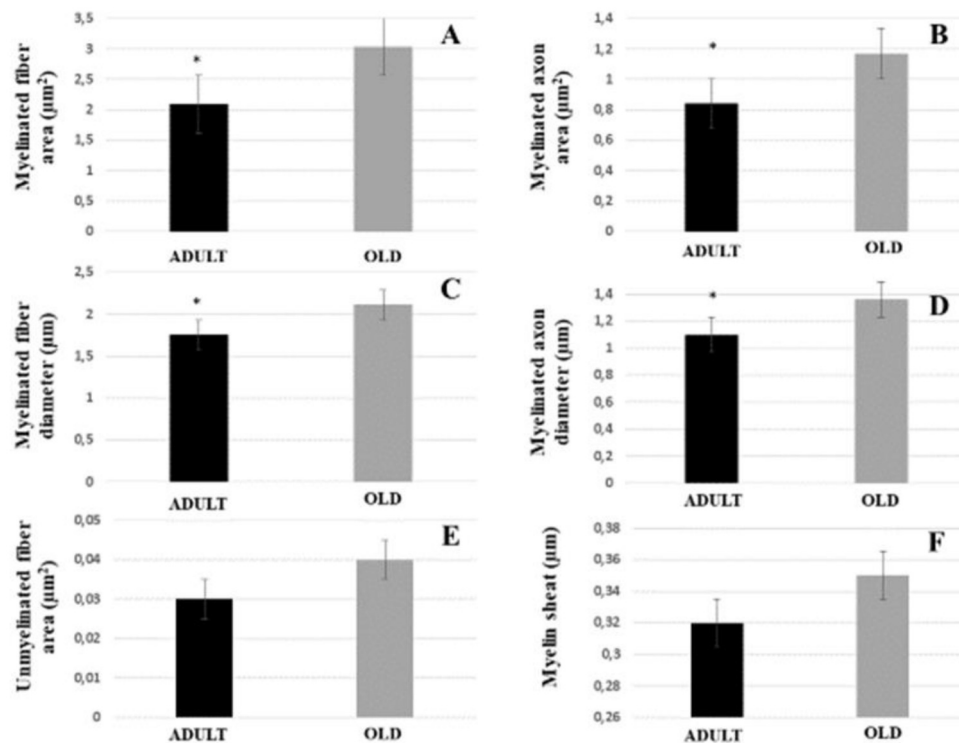 Myelinated fiber
area (μm²)
3,5
3
2,5
2
1,5
1
0,5
0
*
A
ADULT
OLD
Myelinated axon
area (μm²)
1,4
1,2
1
0,8
0,6
0,4
0,2
0
*
B
ADULT
OLD
Myelinated fiber
diameter (μm)
2,5
2
1,5
1
0,5
0
*
C
ADULT
OLD
Myelinated axon
diameter (μm)
1,4
1,2
1
0,8
0,6
0,4
0,2
0
*
D
ADULT
OLD
Unmyelinated fiber
area (μm²)
0,05
0,04
0,03
0,02
0,01
0
E
ADULT
OLD
Myelin sheat (μm)
0,38
0,36
0,34
0,32
0,3
0,28
0,26
F
ADULT
OLD